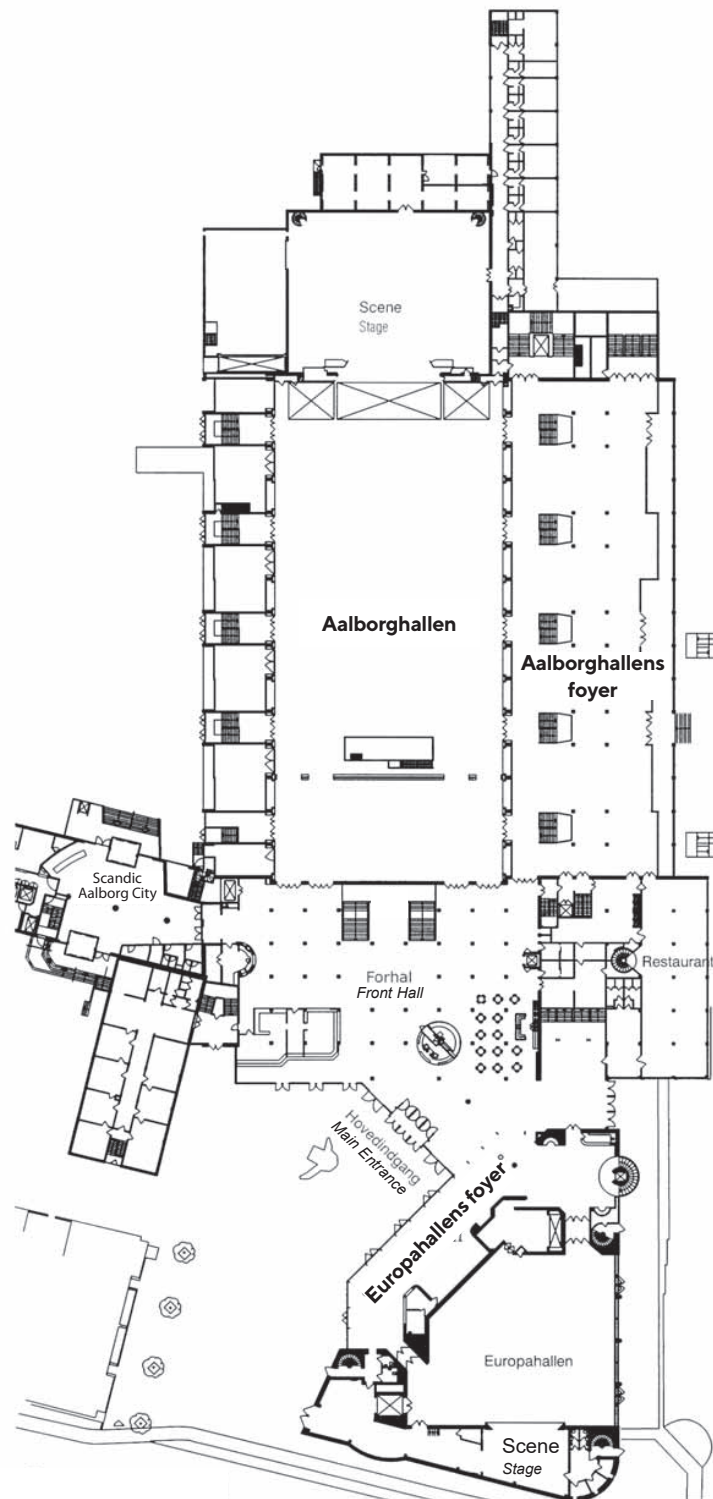 Scene
Stage
Aalborghallen
Aalborghallens
foyer
Scandic
Aalborg City
Restaurant
Forhal
Front Hall
Hovedindgang
Main Entrance
Europahallens foyer
Europahallen
Scene
Stage